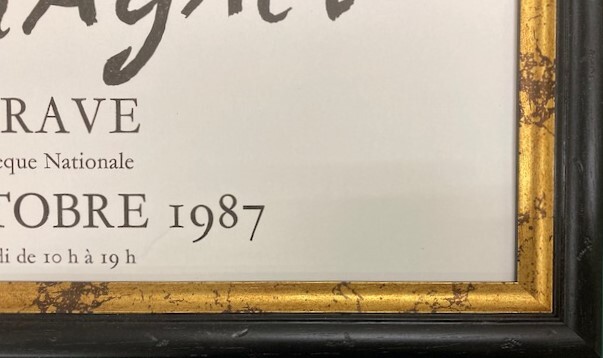 RAVE
eque Nationale
TOBRE 1987
di de 10 h à 19 h